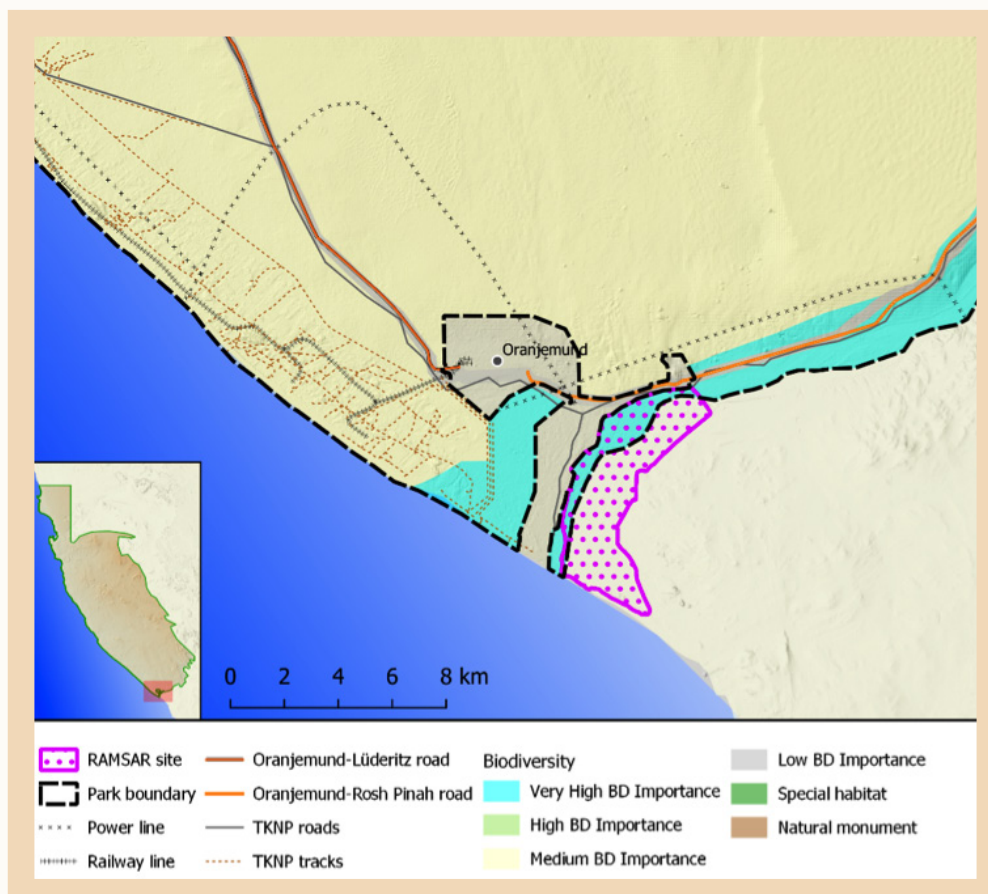 Oranjemund
0 2 4 6 8 km
RAMSAR site
Park boundary
Power line
Railway line
Oranjemund-Lüderitz road
Oranjemund-Rosh Pinah road
TKNP roads
TKNP tracks
Biodiversity
Very High BD Importance
High BD Importance
Medium BD Importance
Low BD Importance
Special habitat
Natural monument